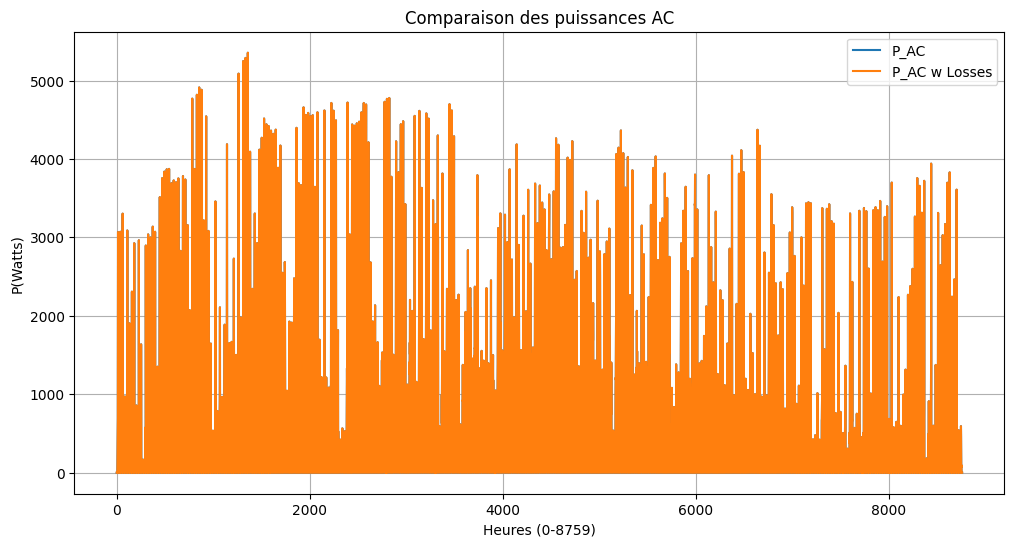 Comparaison des puissances AC
P_AC
P_AC w Losses
P(Watts)
5000
4000
3000
2000
1000
0
0 2000 4000 6000 8000
Heures (0-8759)